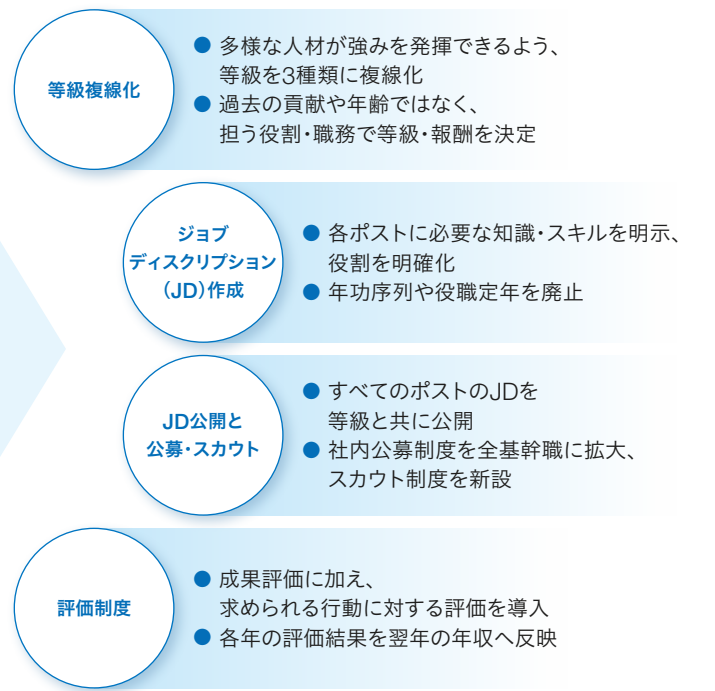 等級複線化
● 多様な人材が強みを発揮できるよう、
等級を3種類に複線化
● 過去の貢献や年齢ではなく、
担う役割・職務で等級・報酬を決定
ジョブ
ディスクリプション
（JD）作成
● 各ポストに必要な知識・スキルを明示、
役割を明確化
● 年功序列や役職定年を廃止
JD公開と
公募・スカウト
● すべてのポストのJDを
等級と共に公開
● 社内公募制度を全基幹職に拡大、
スカウト制度を新設
評価制度
● 成果評価に加え、
求められる行動に対する評価を導入
● 各年の評価結果を翌年の年収へ反映